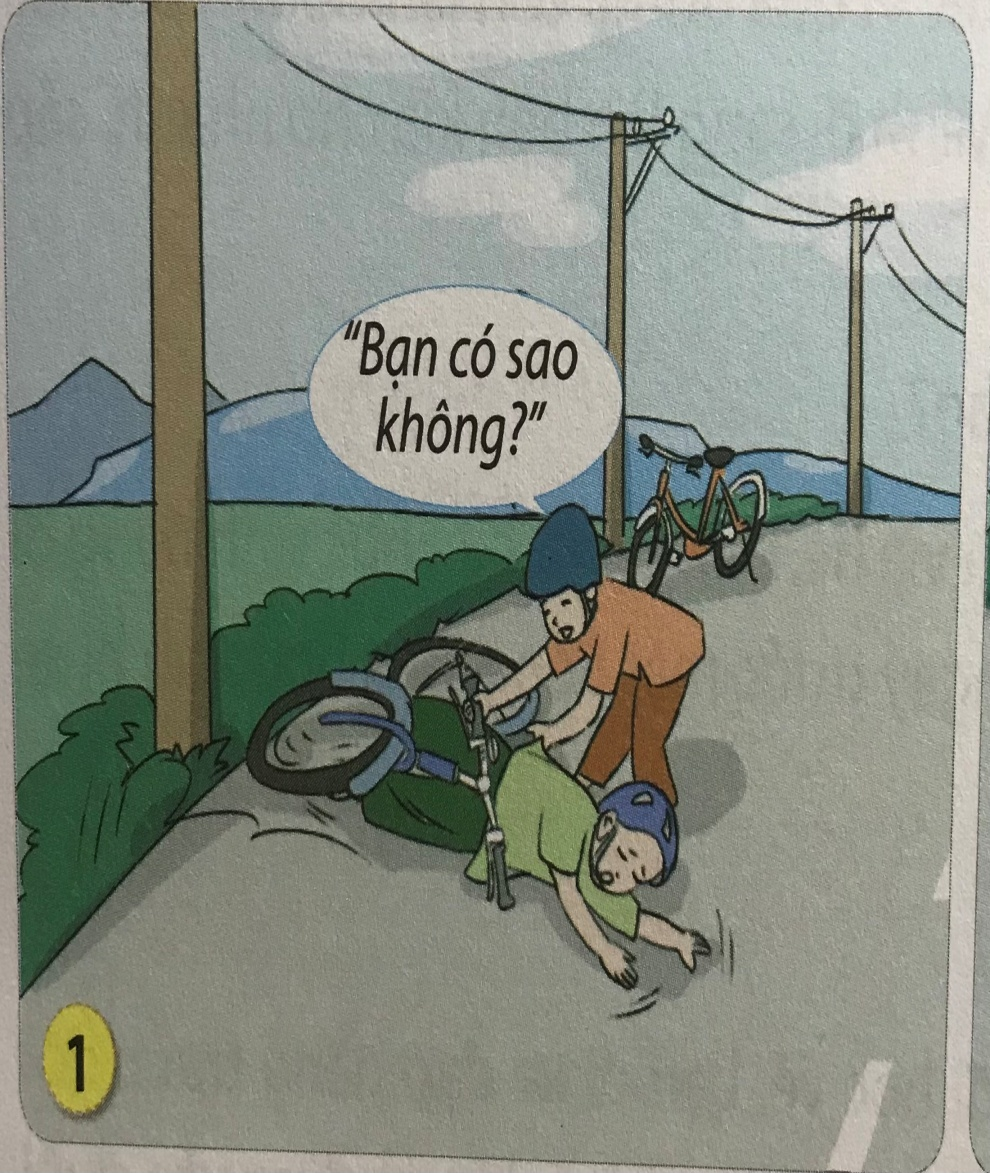 "Bạn có sao
không?"
1